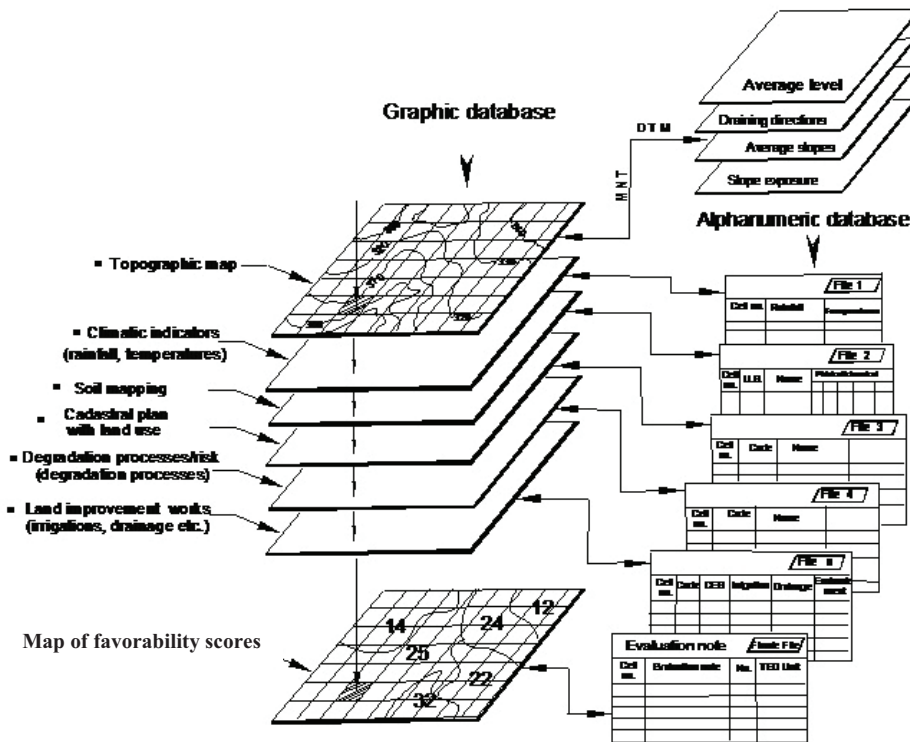 Average level
Draining directions
Average slopes
Slope exposure
Graphic database
DTM
MNT
Alphanumeric database
Topographic map
Climatic indicators
(rainfall, temperatures)
Soil mapping
Cadastral plan
with land use
Degradation processes/risk
(degradation processes)
Land improvement works
(irrigations, drainage etc.)
Map of favorability scores
File 1
Cell no. Rainfall Temperatures
File 2
Cell no. U.S. Name
File 3
Cell no. Code Name
File 4
Cell no. Code Name
File n
Cell no. Code Irrigation Drainage
Evaluation note
Cell no. Evaluation note No. TEO Unit
14
24
12
25
22
32